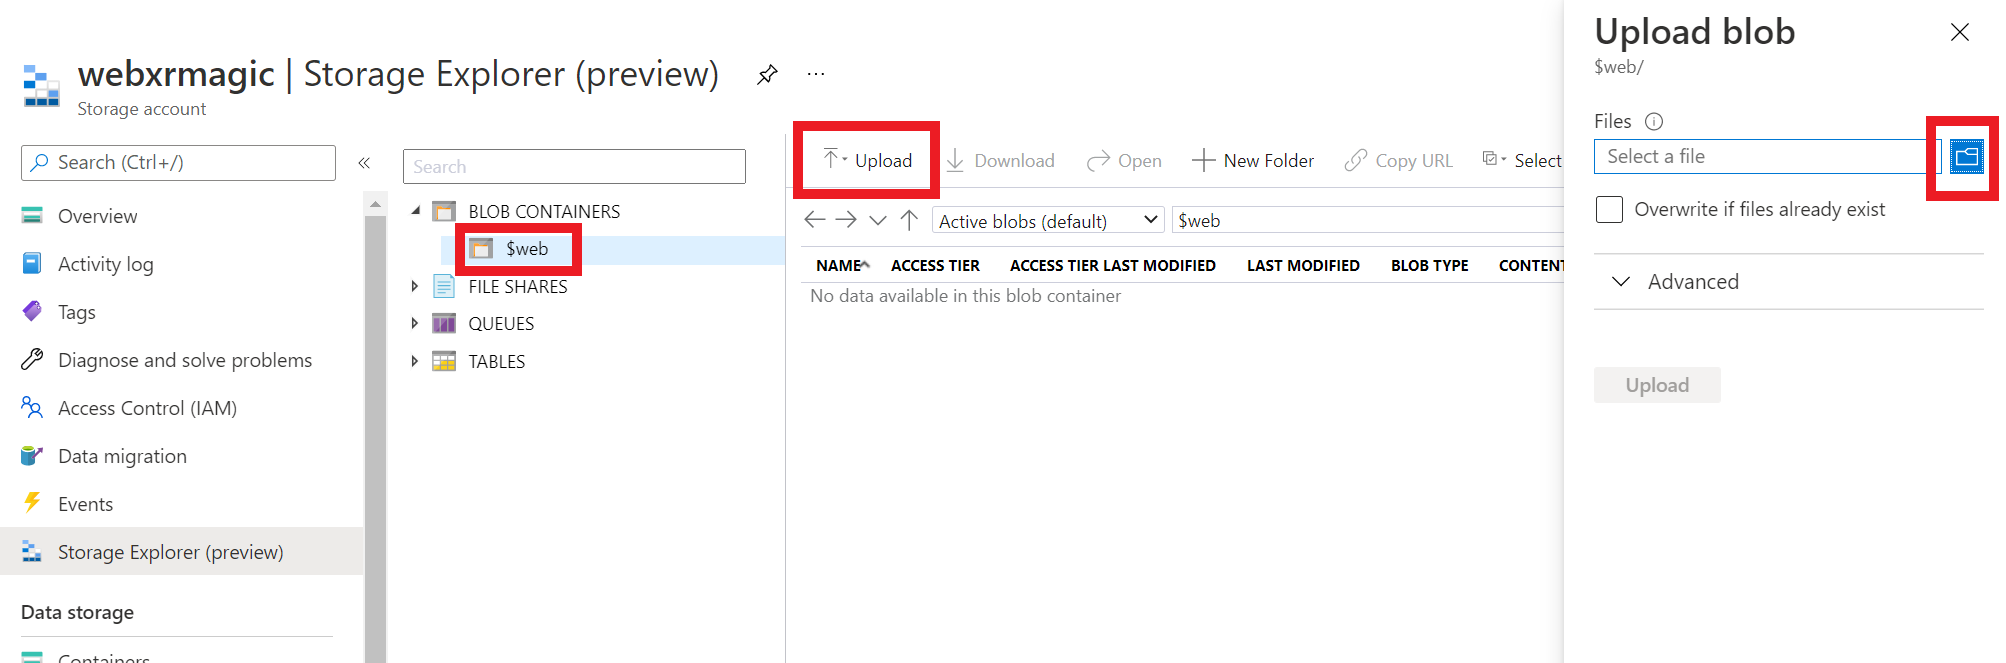 webxrmagic | Storage Explorer (preview)
...
Storage account
Search (Ctrl+/)
«
Overview
Activity log
Tags
Diagnose and solve problems
Access Control (IAM)
Data migration
Events
Storage Explorer (preview)
Data storage
Containers
Search
BLOB CONTAINERS
$web
FILE SHARES
QUEUES
TABLES
Upload Download Open New Folder Copy URL Select
Active blobs (default) $web
NAME ACCESS TIER ACCESS TIER LAST MODIFIED LAST MODIFIED BLOB TYPE CONTENT
No data available in this blob container
Upload blob
$web/
Files
Select a file
Overwrite if files already exist
Advanced
Upload